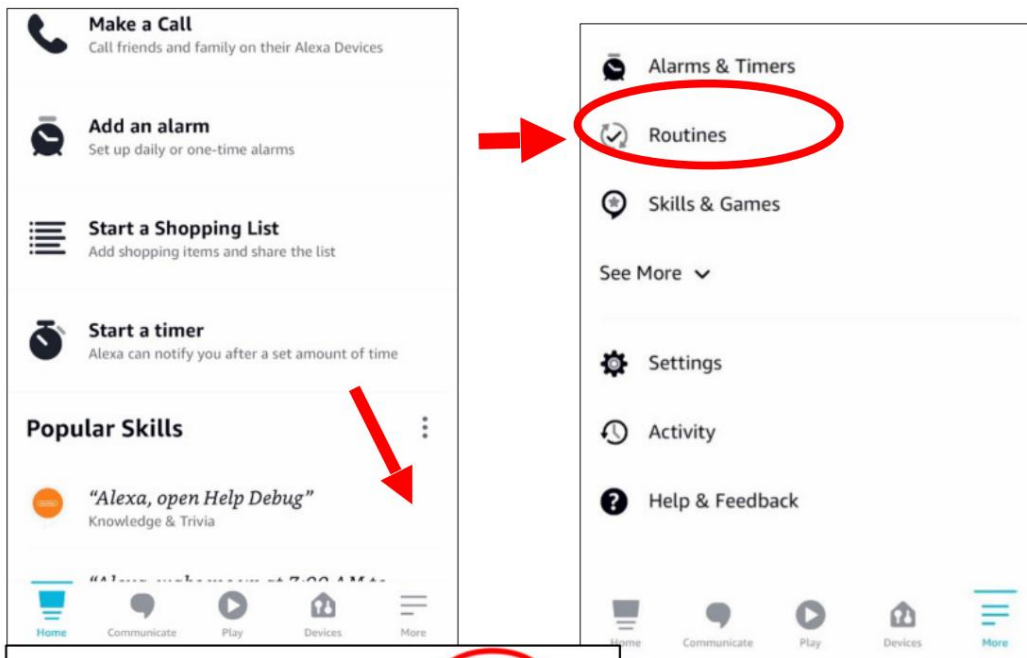 Make a Call
Call friends and family on their Alexa Devices
Add an alarm
Set up daily or one-time alarms
Start a Shopping List
Add shopping items and share the list
Start a timer
Alexa can notify you after a set amount of time
Popular Skills
“Alexa, open Help Debug”
Knowledge & Trivia
Home Communicate Play Devices More
Alarms & Timers
Routines
Skills & Games
See More
Settings
Activity
Help & Feedback
Home Communicate Play Devices More